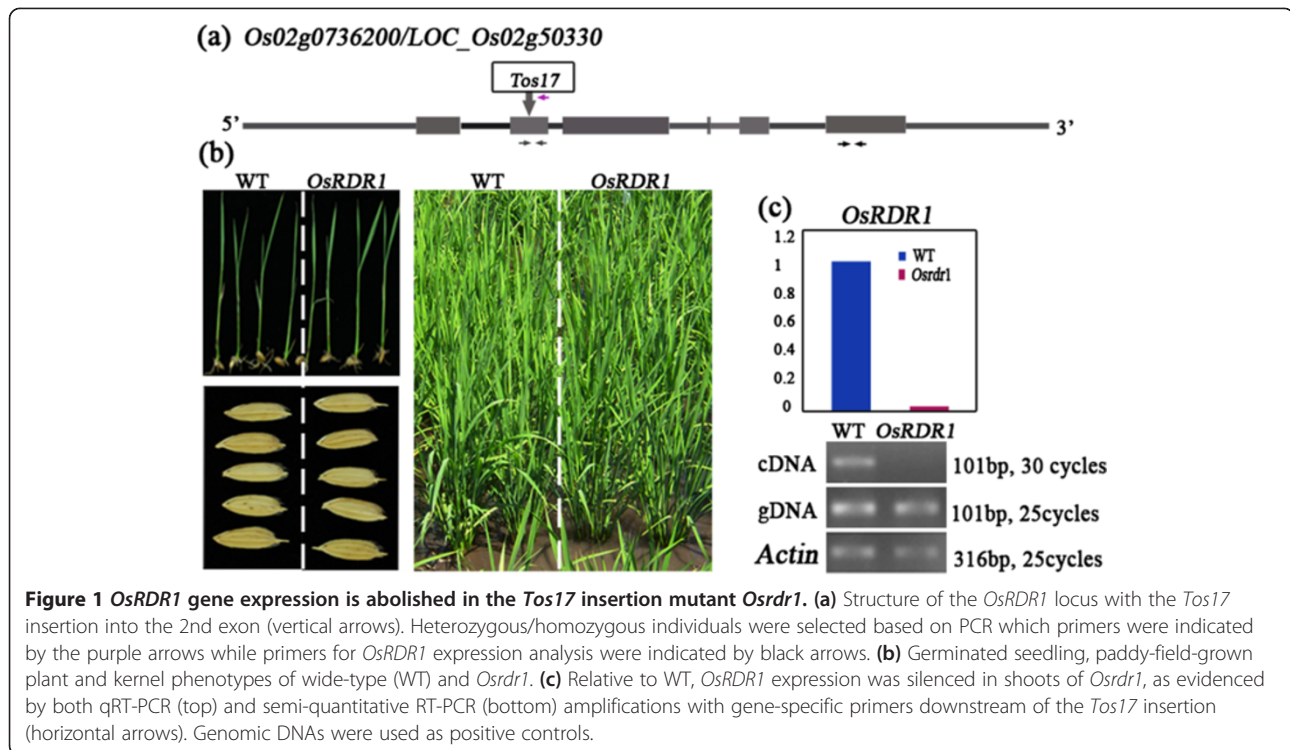 (a) Os02g0736200/LOC_Os02g50330
Tos17
5’
3’
(b)
WT OsRDR1
WT OsRDR1
(c)
OsRDR1
1.2
1
0.8
0.6
0.4
0.2
0
WT
Osrdr1
WT OsRDR1
cDNA 101bp, 30 cycles
gDNA 101bp, 25cycles
Actin 316bp, 25cycles
Figure 1 OsRDR1 gene expression is abolished in the Tos17 insertion mutant Osrdr1. (a) Structure of the OsRDR1 locus with the Tos17
insertion into the 2nd exon (vertical arrows). Heterozygous/homozygous individuals were selected based on PCR which primers were indicated
by the purple arrows while primers for OsRDR1 expression analysis were indicated by black arrows. (b) Germinated seedling, paddy-field-grown
plant and kernel phenotypes of wide-type (WT) and Osrdr1. (c) Relative to WT, OsRDR1 expression was silenced in shoots of Osrdr1, as evidenced
by both qRT-PCR (top) and semi-quantitative RT-PCR (bottom) amplifications with gene-specific primers downstream of the Tos17 insertion
(horizontal arrows). Genomic DNAs were used as positive controls.